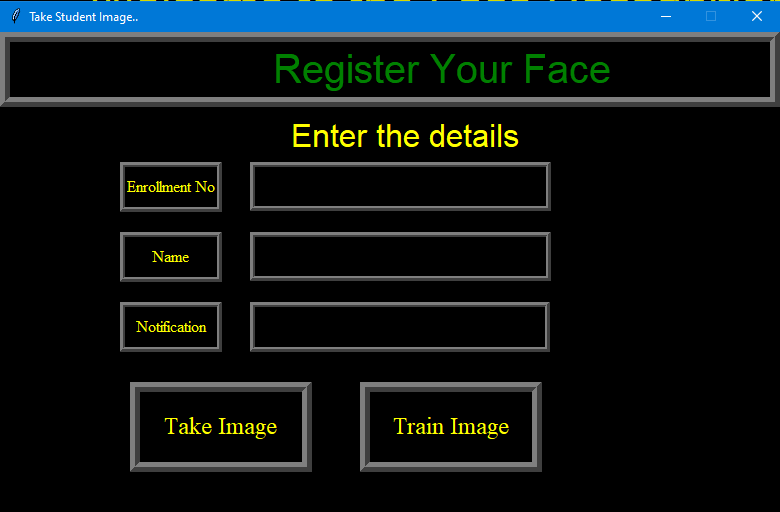 Take Student Image..
Register Your Face
Enter the details
Enrollment No
Name
Notification
Take Image
Train Image